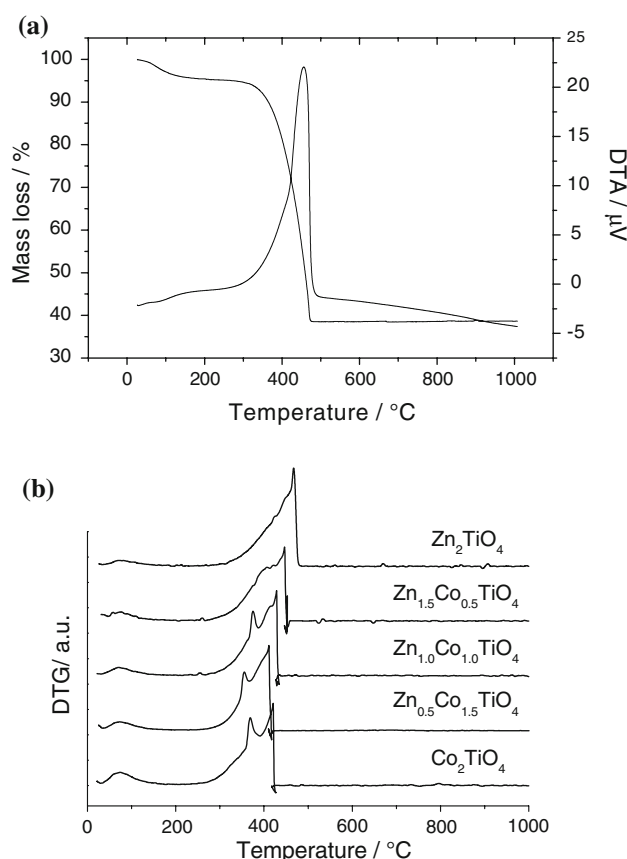 (a)
100
90
80
70
60
50
40
30
Mass loss / %
25
20
15
10
5
0
-5
DTA / μV
0 200 400 600 800 1000
Temperature / °C
(b)
Zn₂TiO₄
Zn₁.₅Co₀.₅TiO₄
Zn₁.₀Co₁.₀TiO₄
Zn₀.₅Co₁.₅TiO₄
Co₂TiO₄
DTG/ a.u.
0 200 400 600 800 1000
Temperature / °C